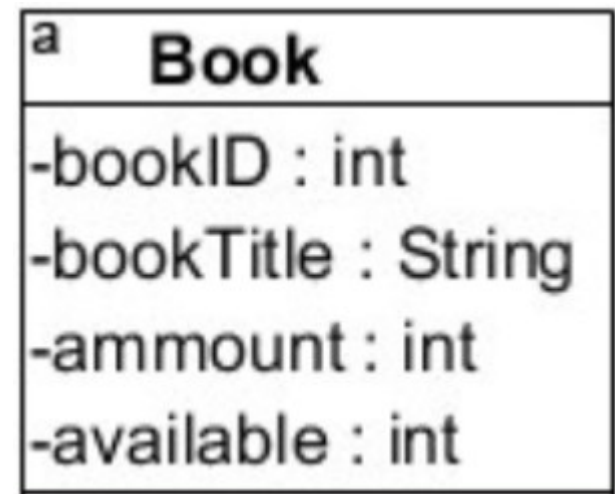 a
Book
-bookID : int
-bookTitle : String
-ammount : int
-available : int